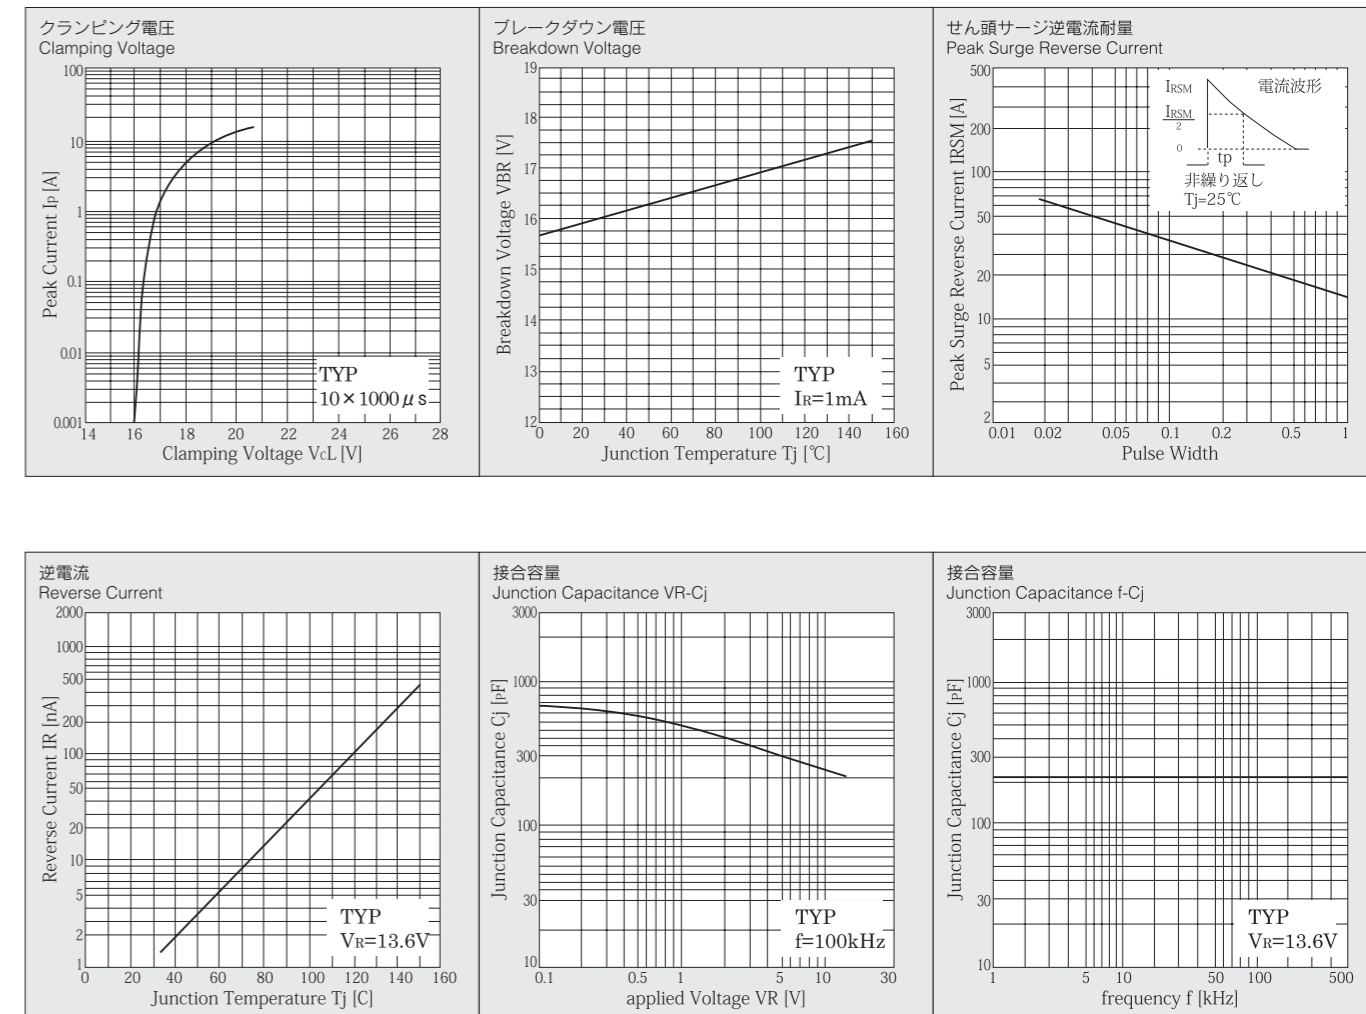 クランピング電圧
Clamping Voltage
100
10
1
0.1
0.01
0.001
Peak Current Ip [A]
TYP
10×1000μs
14 16 18 20 22 24 26 28
Clamping Voltage VcL [V]
ブレークダウン電圧
Breakdown Voltage
19
18
17
16
15
14
13
12
Breakdown Voltage VBR [V]
TYP
IR=1mA
0 20 40 60 80 100 120 140 160
Junction Temperature Tj [℃]
せん頭サージ逆電流耐量
Peak Surge Reverse Current
500
200
100
50
20
10
5
2
Peak Surge Reverse Current IRSM [A]
IRSM 電流波形
IRSM
2
0
tp
非繰り返し
Tj=25℃
0.01 0.02 0.05 0.1 0.2 0.5 1
Pulse Width
逆電流
Reverse Current
2000
1000
500
200
100
50
20
10
5
2
1
Reverse Current IR [nA]
TYP
VR=13.6V
0 20 40 60 80 100 120 140 160
Junction Temperature Tj [C]
接合容量
Junction Capacitance VR-Cj
3000
1000
300
100
30
10
Junction Capacitance Cj [pF]
TYP
f=100kHz
0.1 0.5 1 5 10 30
applied Voltage VR [V]
接合容量
Junction Capacitance f-Cj
3000
1000
300
100
30
10
Junction Capacitance Cj [pF]
TYP
VR=13.6V
1 5 10 50 100 500
frequency f [kHz]